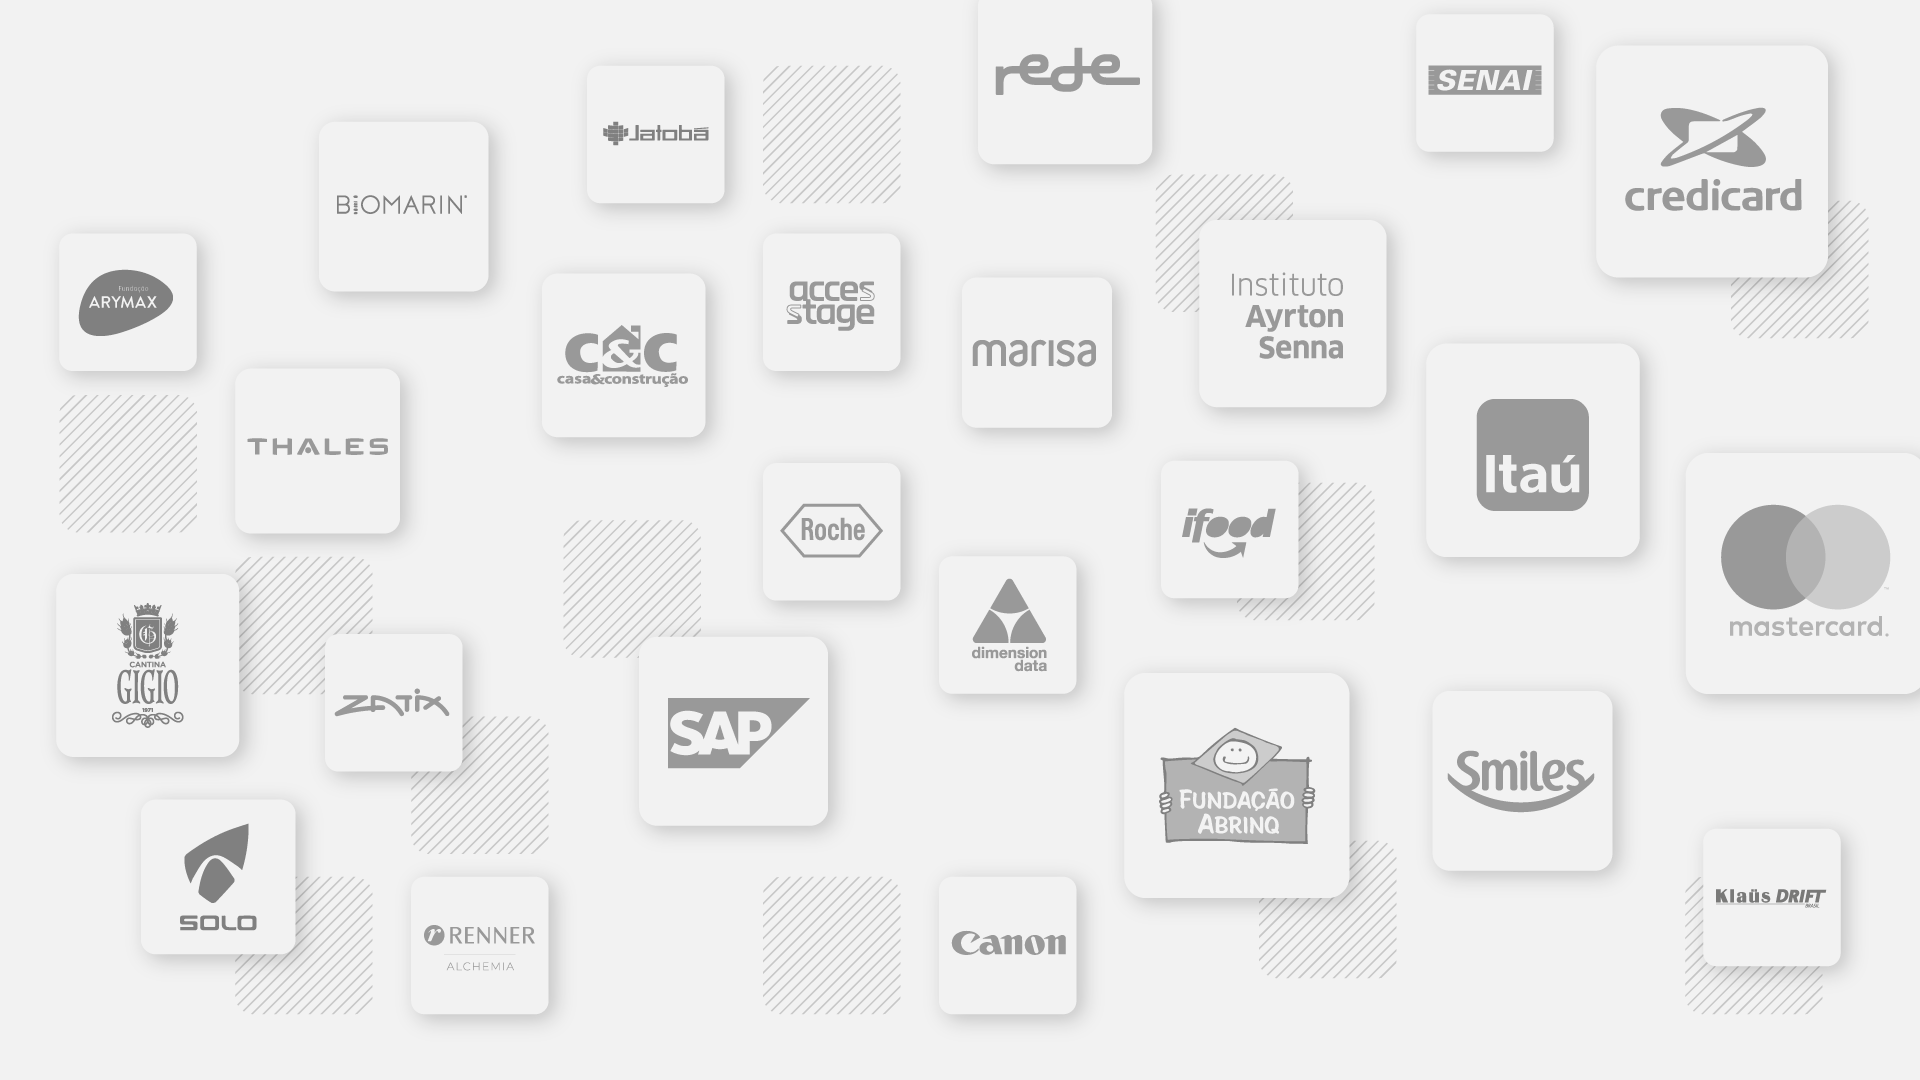 rede
SENAI
Jatobá
credicard
BiOMARIN
Fundação
ARYMAX
acces
stage
Instituto
Ayrton
Senna
c&c
casa&construção
marisa
THALES
Itaú
Roche
ifood
mastercard.
dimension
data
G
CANTINA
GIGIO
1971
ZATIX
SAP
Smiles
FUNDAÇÃO
ABRINQ
SOLO
Klaüs DRIFT
BRASIL
r RENNER
ALCHEMIA
Canon